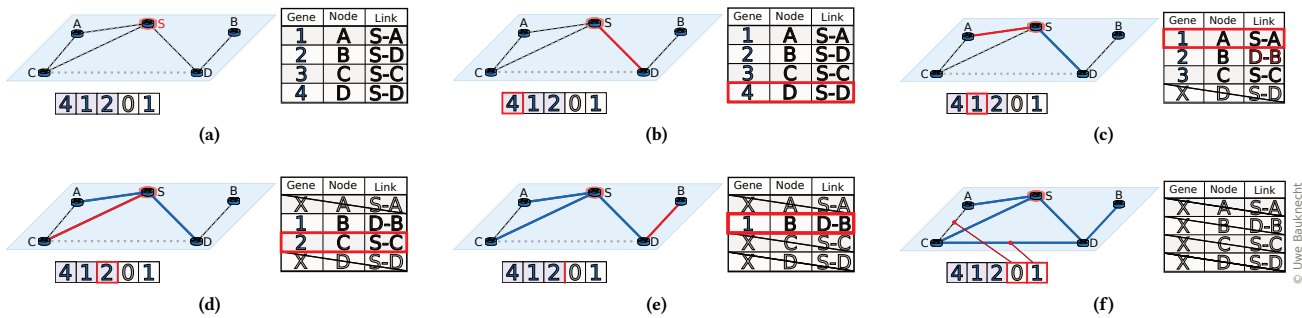 A S B C D
Gene Node Link
1 A S-A
2 B S-D
3 C S-C
4 D S-D
4 1 2 0 1
(a)
A S B C D
Gene Node Link
1 A S-A
2 B S-D
3 C S-C
4 D S-D
4 1 2 0 1
(b)
A S B C D
Gene Node Link
1 A S-A
2 B D-B
3 C S-C
X D S-D
4 1 2 0 1
(c)
A S B C D
Gene Node Link
X A S-A
1 B D-B
2 C S-C
X D S-D
4 1 2 0 1
(d)
A S B C D
Gene Node Link
X A S-A
1 B D-B
X C S-C
X D S-D
4 1 2 0 1
(e)
A S B C D
Gene Node Link
X A S-A
X B D-B
X C S-C
X D S-D
4 1 2 0 1
(f)
© Uwe Bauknecht